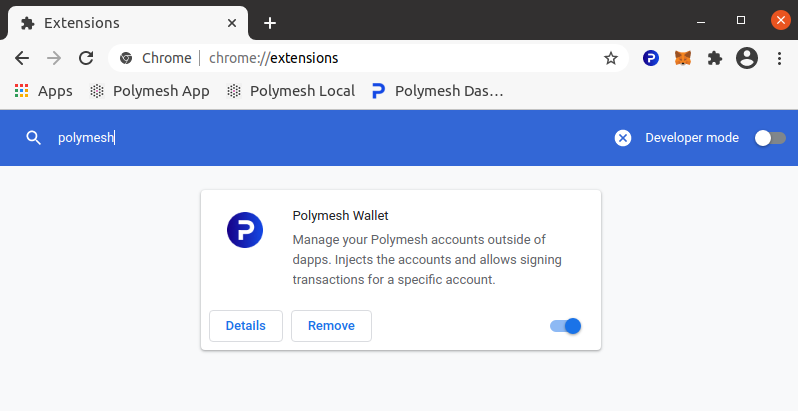 Extensions
Chrome | chrome://extensions
Apps Polymesh App Polymesh Local Polymesh Das...
polymesh Developer mode
Polymesh Wallet
Manage your Polymesh accounts outside of
dapps. Injects the accounts and allows signing
transactions for a specific account.
Details Remove